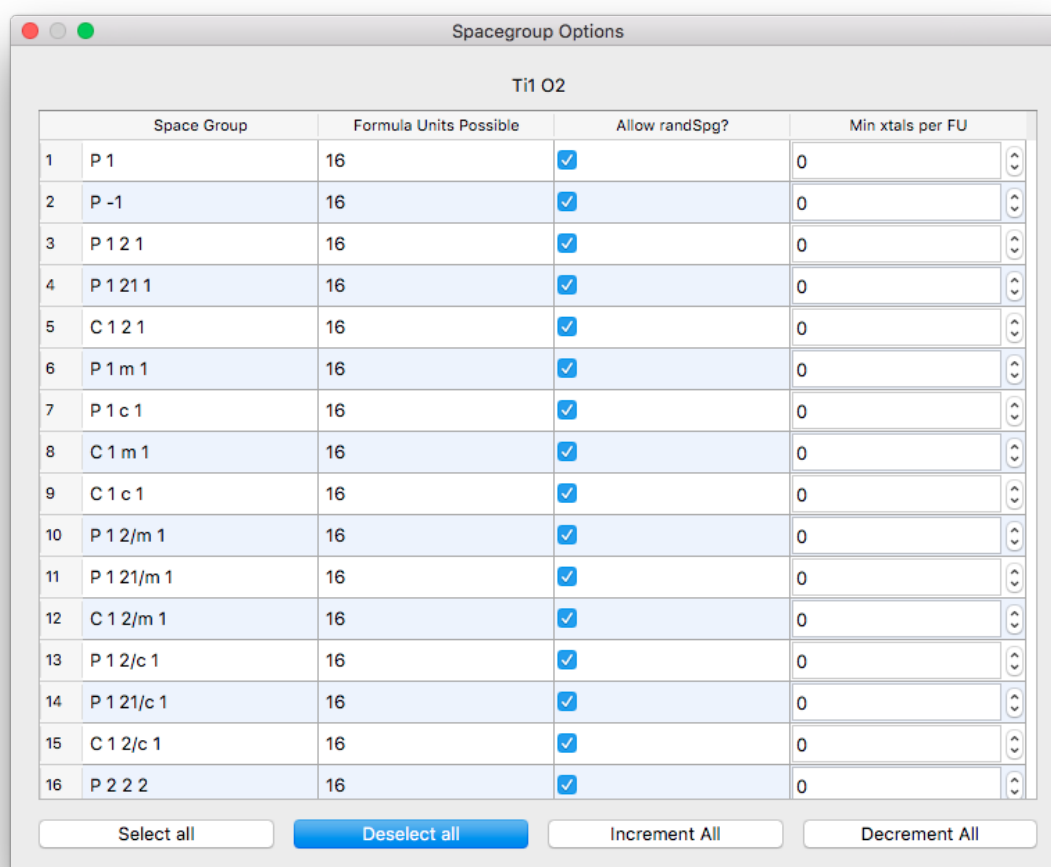 Spacegroup Options
Ti1 O2
Space Group Formula Units Possible Allow randSpg? Min xtals per FU
1 P 1 16 0
2 P -1 16 0
3 P 1 2 1 16 0
4 P 1 21 1 16 0
5 C 1 2 1 16 0
6 P 1 m 1 16 0
7 P 1 c 1 16 0
8 C 1 m 1 16 0
9 C 1 c 1 16 0
10 P 1 2/m 1 16 0
11 P 1 21/m 1 16 0
12 C 1 2/m 1 16 0
13 P 1 2/c 1 16 0
14 P 1 21/c 1 16 0
15 C 1 2/c 1 16 0
16 P 2 2 2 16 0
Select all Deselect all Increment All Decrement All